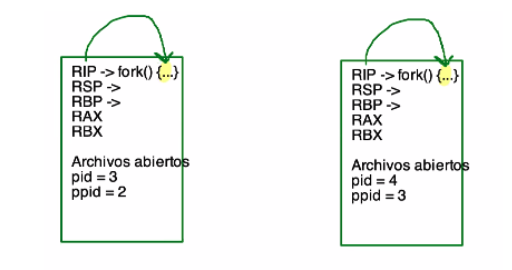 RIP -> fork() {...}
RSP ->
RBP ->
RAX
RBX
Archivos abiertos
pid = 3
ppid = 2
RIP -> fork() {...}
RSP ->
RBP ->
RAX
RBX
Archivos abiertos
pid = 4
ppid = 3